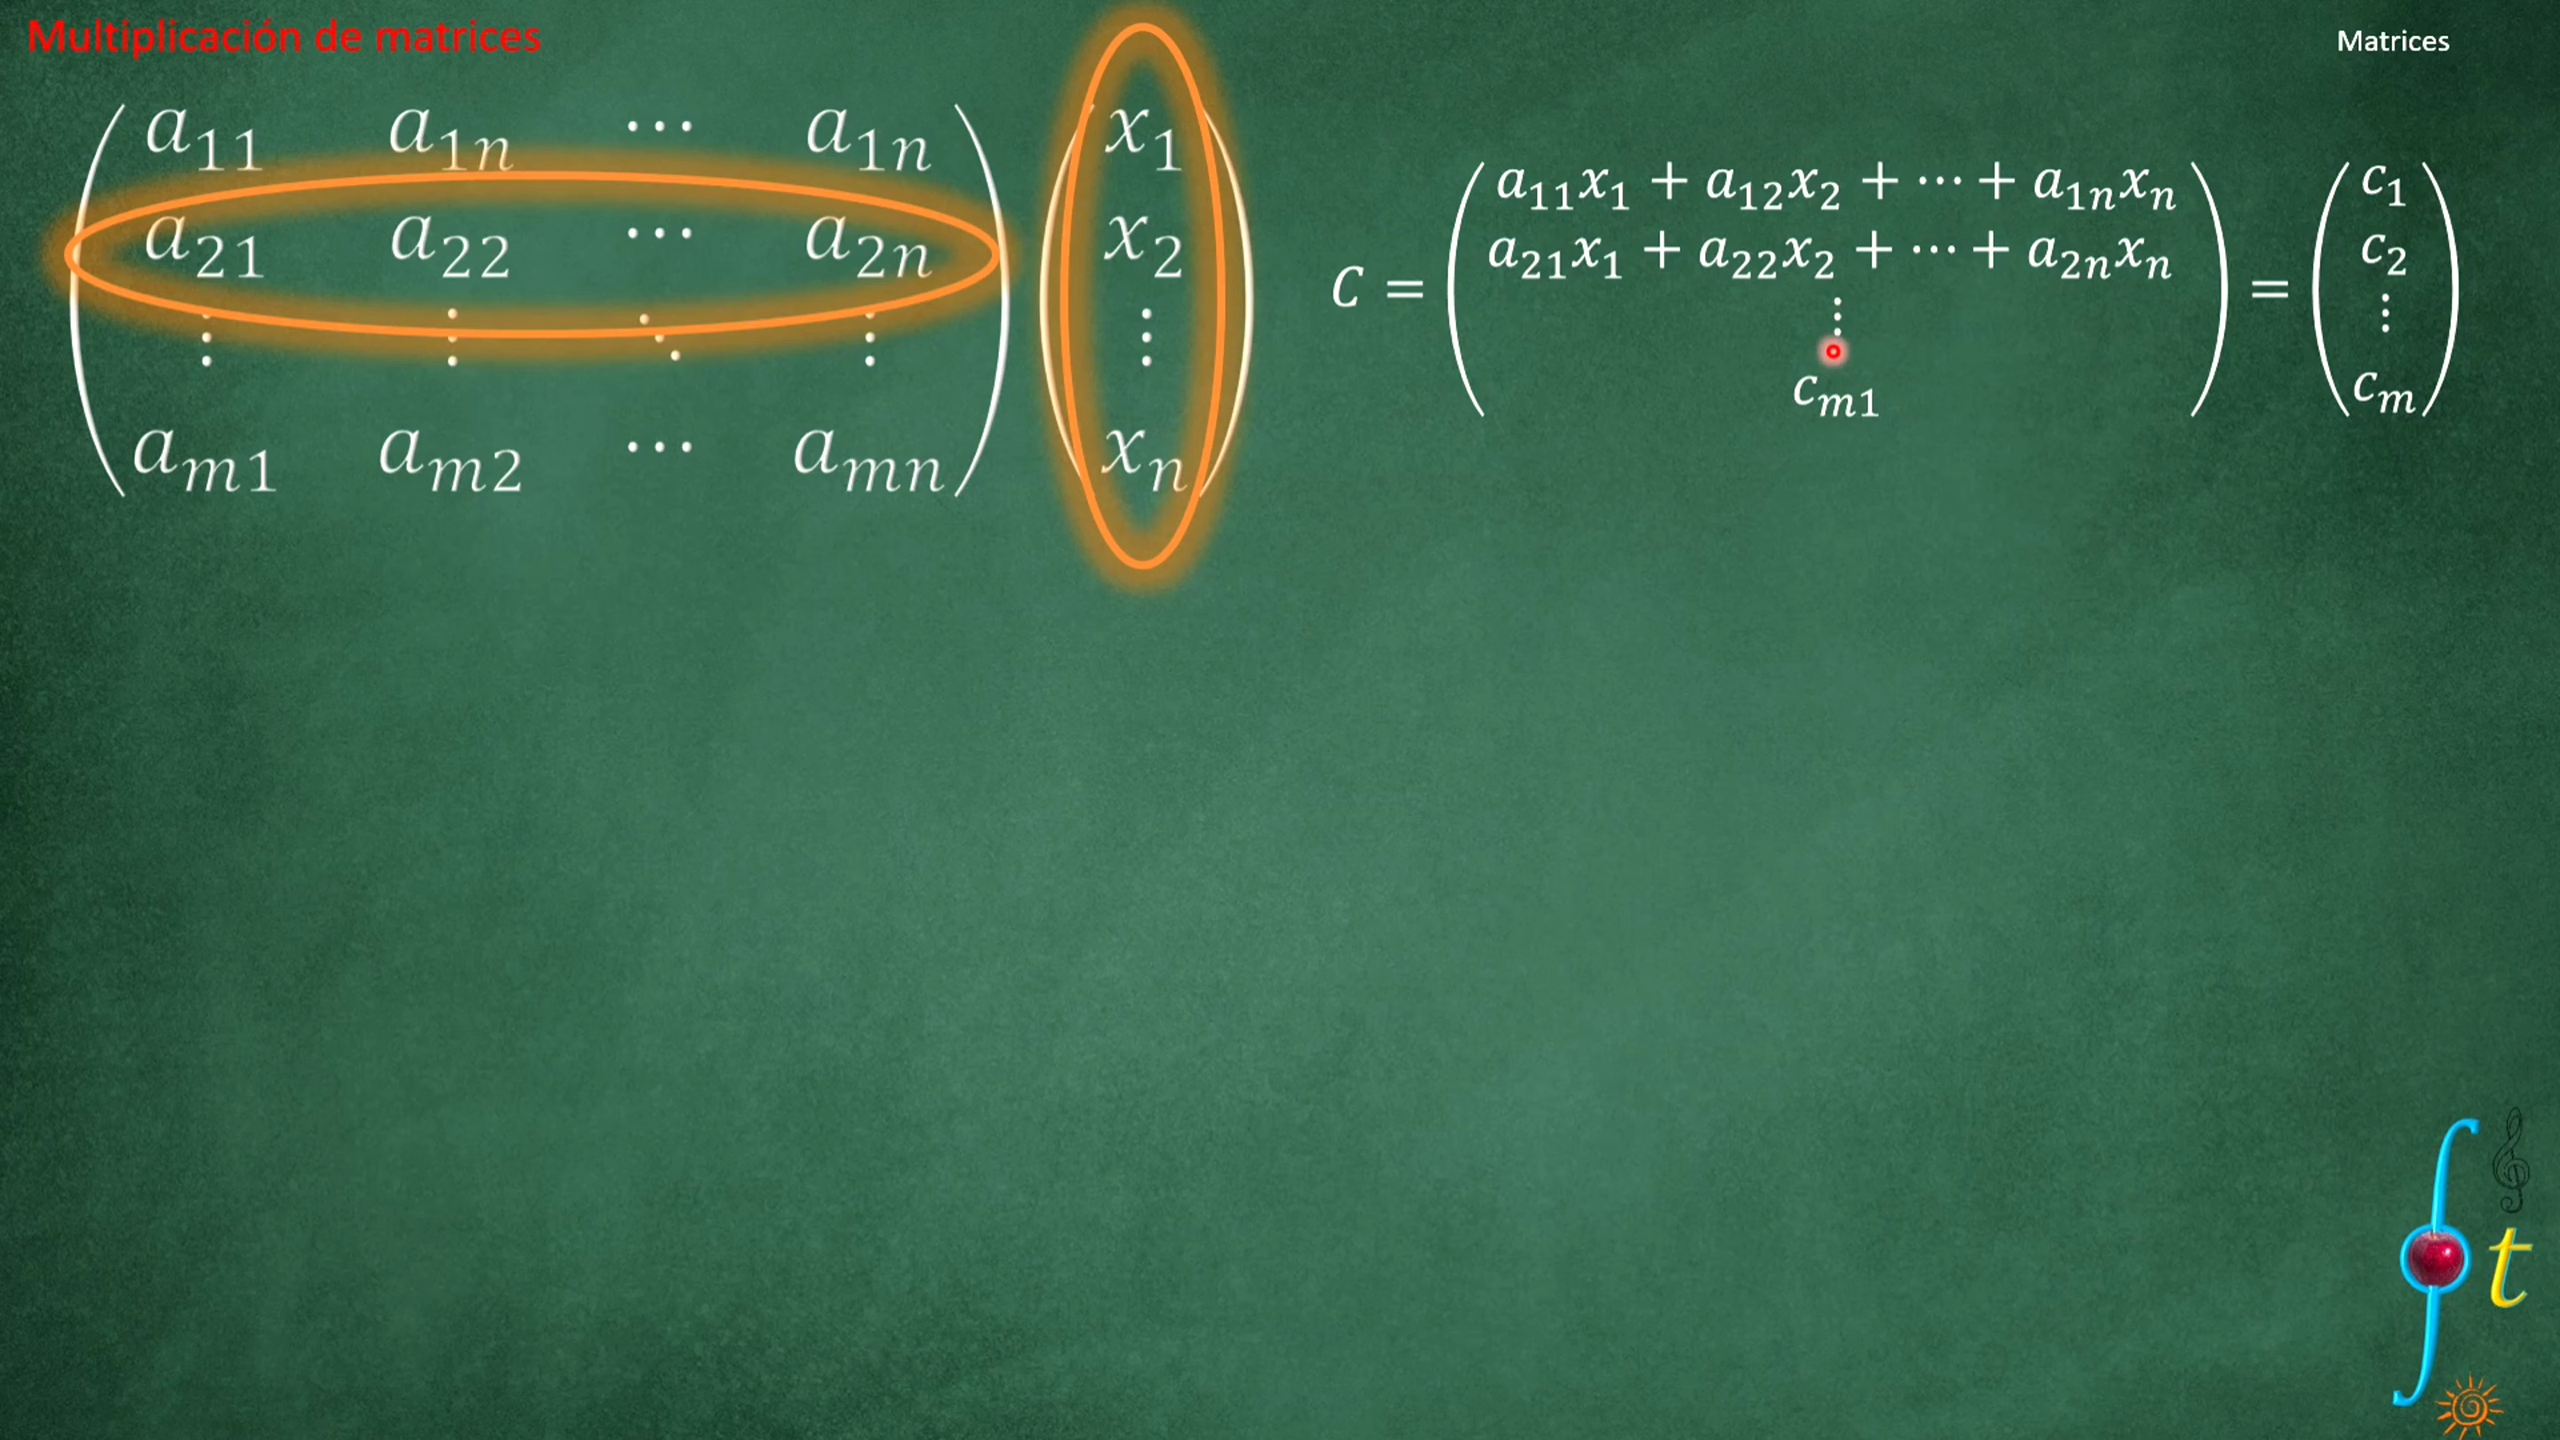 Multiplicación de matrices
Matrices
a₁₁ a₁ₙ ⋯ a₁ₙ
a₂₁ a₂₂ ⋯ a₂ₙ
⋮ ⋮ ⋱ ⋮
aₘ₁ aₘ₂ ⋯ aₘₙ
x₁
x₂
⋮
xₙ
C =
a₁₁x₁ + a₁₂x₂ + ⋯ + a₁ₙxₙ
a₂₁x₁ + a₂₂x₂ + ⋯ + a₂ₙxₙ
⋮
cₘ₁
=
c₁
c₂
⋮
cₘ
t